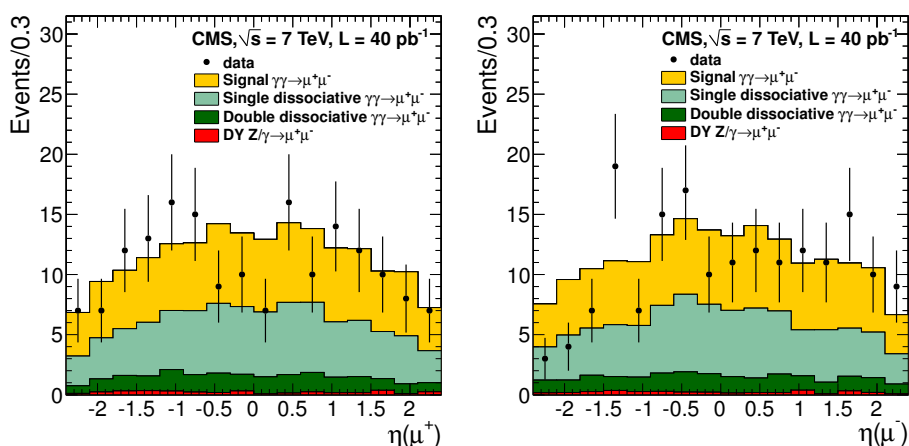 CMS, √s = 7 TeV, L = 40 pb⁻¹
data
Signal γγ→μ⁺μ⁻
Single dissociative γγ→μ⁺μ⁻
Double dissociative γγ→μ⁺μ⁻
DY Z/γ→μ⁺μ⁻
Events/0.3
30
25
20
15
10
5
0
-2 -1.5 -1 -0.5 0 0.5 1 1.5 2
η(μ⁺)
CMS, √s = 7 TeV, L = 40 pb⁻¹
data
Signal γγ→μ⁺μ⁻
Single dissociative γγ→μ⁺μ⁻
Double dissociative γγ→μ⁺μ⁻
DY Z/γ→μ⁺μ⁻
Events/0.3
30
25
20
15
10
5
0
-2 -1.5 -1 -0.5 0 0.5 1 1.5 2
η(μ⁻)